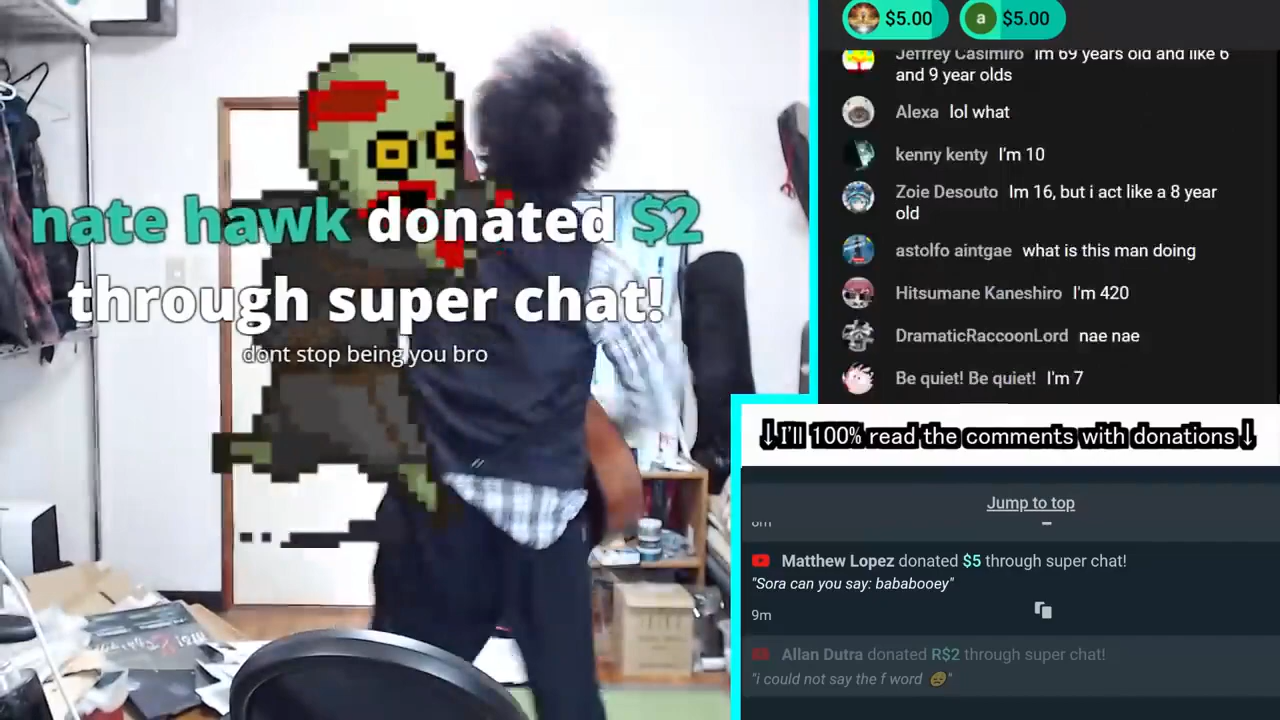 nate hawk donated $2
through super chat!
dont stop being you bro
$5.00
a $5.00
Jeffrey Casimiro Im 69 years old and like 6
and 9 year olds
Alexa lol what
kenny kenty I'm 10
Zoie Desouto Im 16, but i act like a 8 year
old
astolfo aintgae what is this man doing
Hitsumane Kaneshiro I'm 420
DramaticRaccoonLord nae nae
Be quiet! Be quiet! I'm 7
↓I'll 100% read the comments with donations↓
Jump to top
Matthew Lopez donated $5 through super chat!
"Sora can you say: bababooey"
9m
Allan Dutra donated R$2 through super chat!
"i could not say the f word 😔"